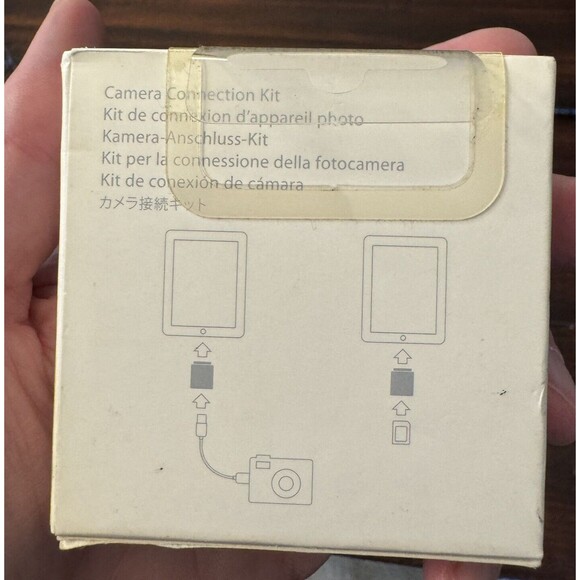 Camera Connection Kit
Kit de connexion d'appareil photo
Kamera-Anschluss-Kit
Kit per la connessione della fotocamera
Kit de conexión de cámara
カメラ接続キット